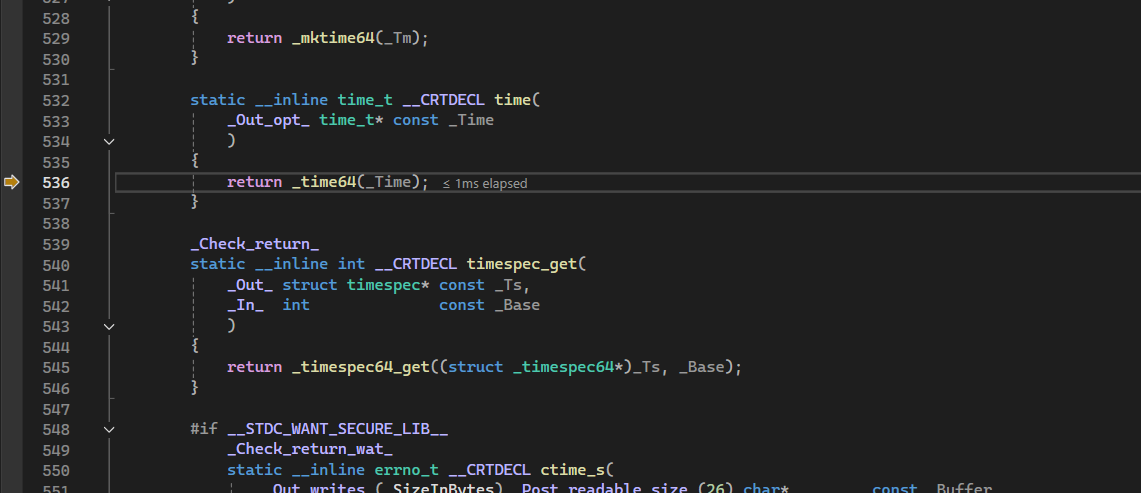 527 }
528 {
529 return _mktime64(_Tm);
530 }
531
532 static __inline time_t __CRTDECL time(
533 _Out_opt_ time_t* const _Time
534 )
535 {
536 return _time64(_Time); ≤ 1ms elapsed
537 }
538
539 _Check_return_
540 static __inline int __CRTDECL timespec_get(
541 _Out_ struct timespec* const _Ts,
542 _In_ int const _Base
543 )
544 {
545 return _timespec64_get((struct _timespec64*)_Ts, _Base);
546 }
547
548 #if __STDC_WANT_SECURE_LIB__
549 _Check_return_wat_
550 static __inline errno_t __CRTDECL ctime_s(
551 _Out_writes_(_SizeInBytes) _Post_readable_size_(26) char* const _Buffer